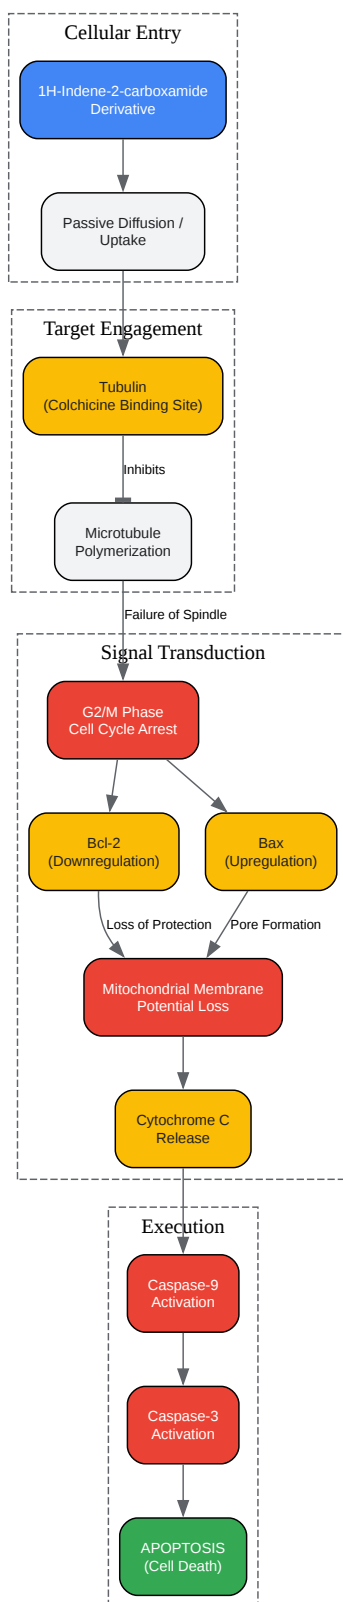 Cellular Entry
1H-Indene-2-carboxamide
Derivative
Passive Diffusion /
Uptake
Target Engagement
Tubulin
(Colchicine Binding Site)
Inhibits
Microtubule
Polymerization
Failure of Spindle
Signal Transduction
G2/M Phase
Cell Cycle Arrest
Bcl-2
(Downregulation)
Bax
(Upregulation)
Loss of Protection
Pore Formation
Mitochondrial Membrane
Potential Loss
Cytochrome C
Release
Execution
Caspase-9
Activation
Caspase-3
Activation
APOPTOSIS
(Cell Death)